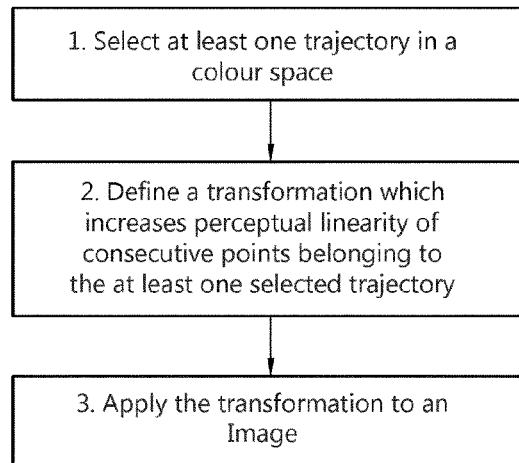 1. Select at least one trajectory in a
colour space
2. Define a transformation which
increases perceptual linearity of
consecutive points belonging to
the at least one selected trajectory
3. Apply the transformation to an
Image